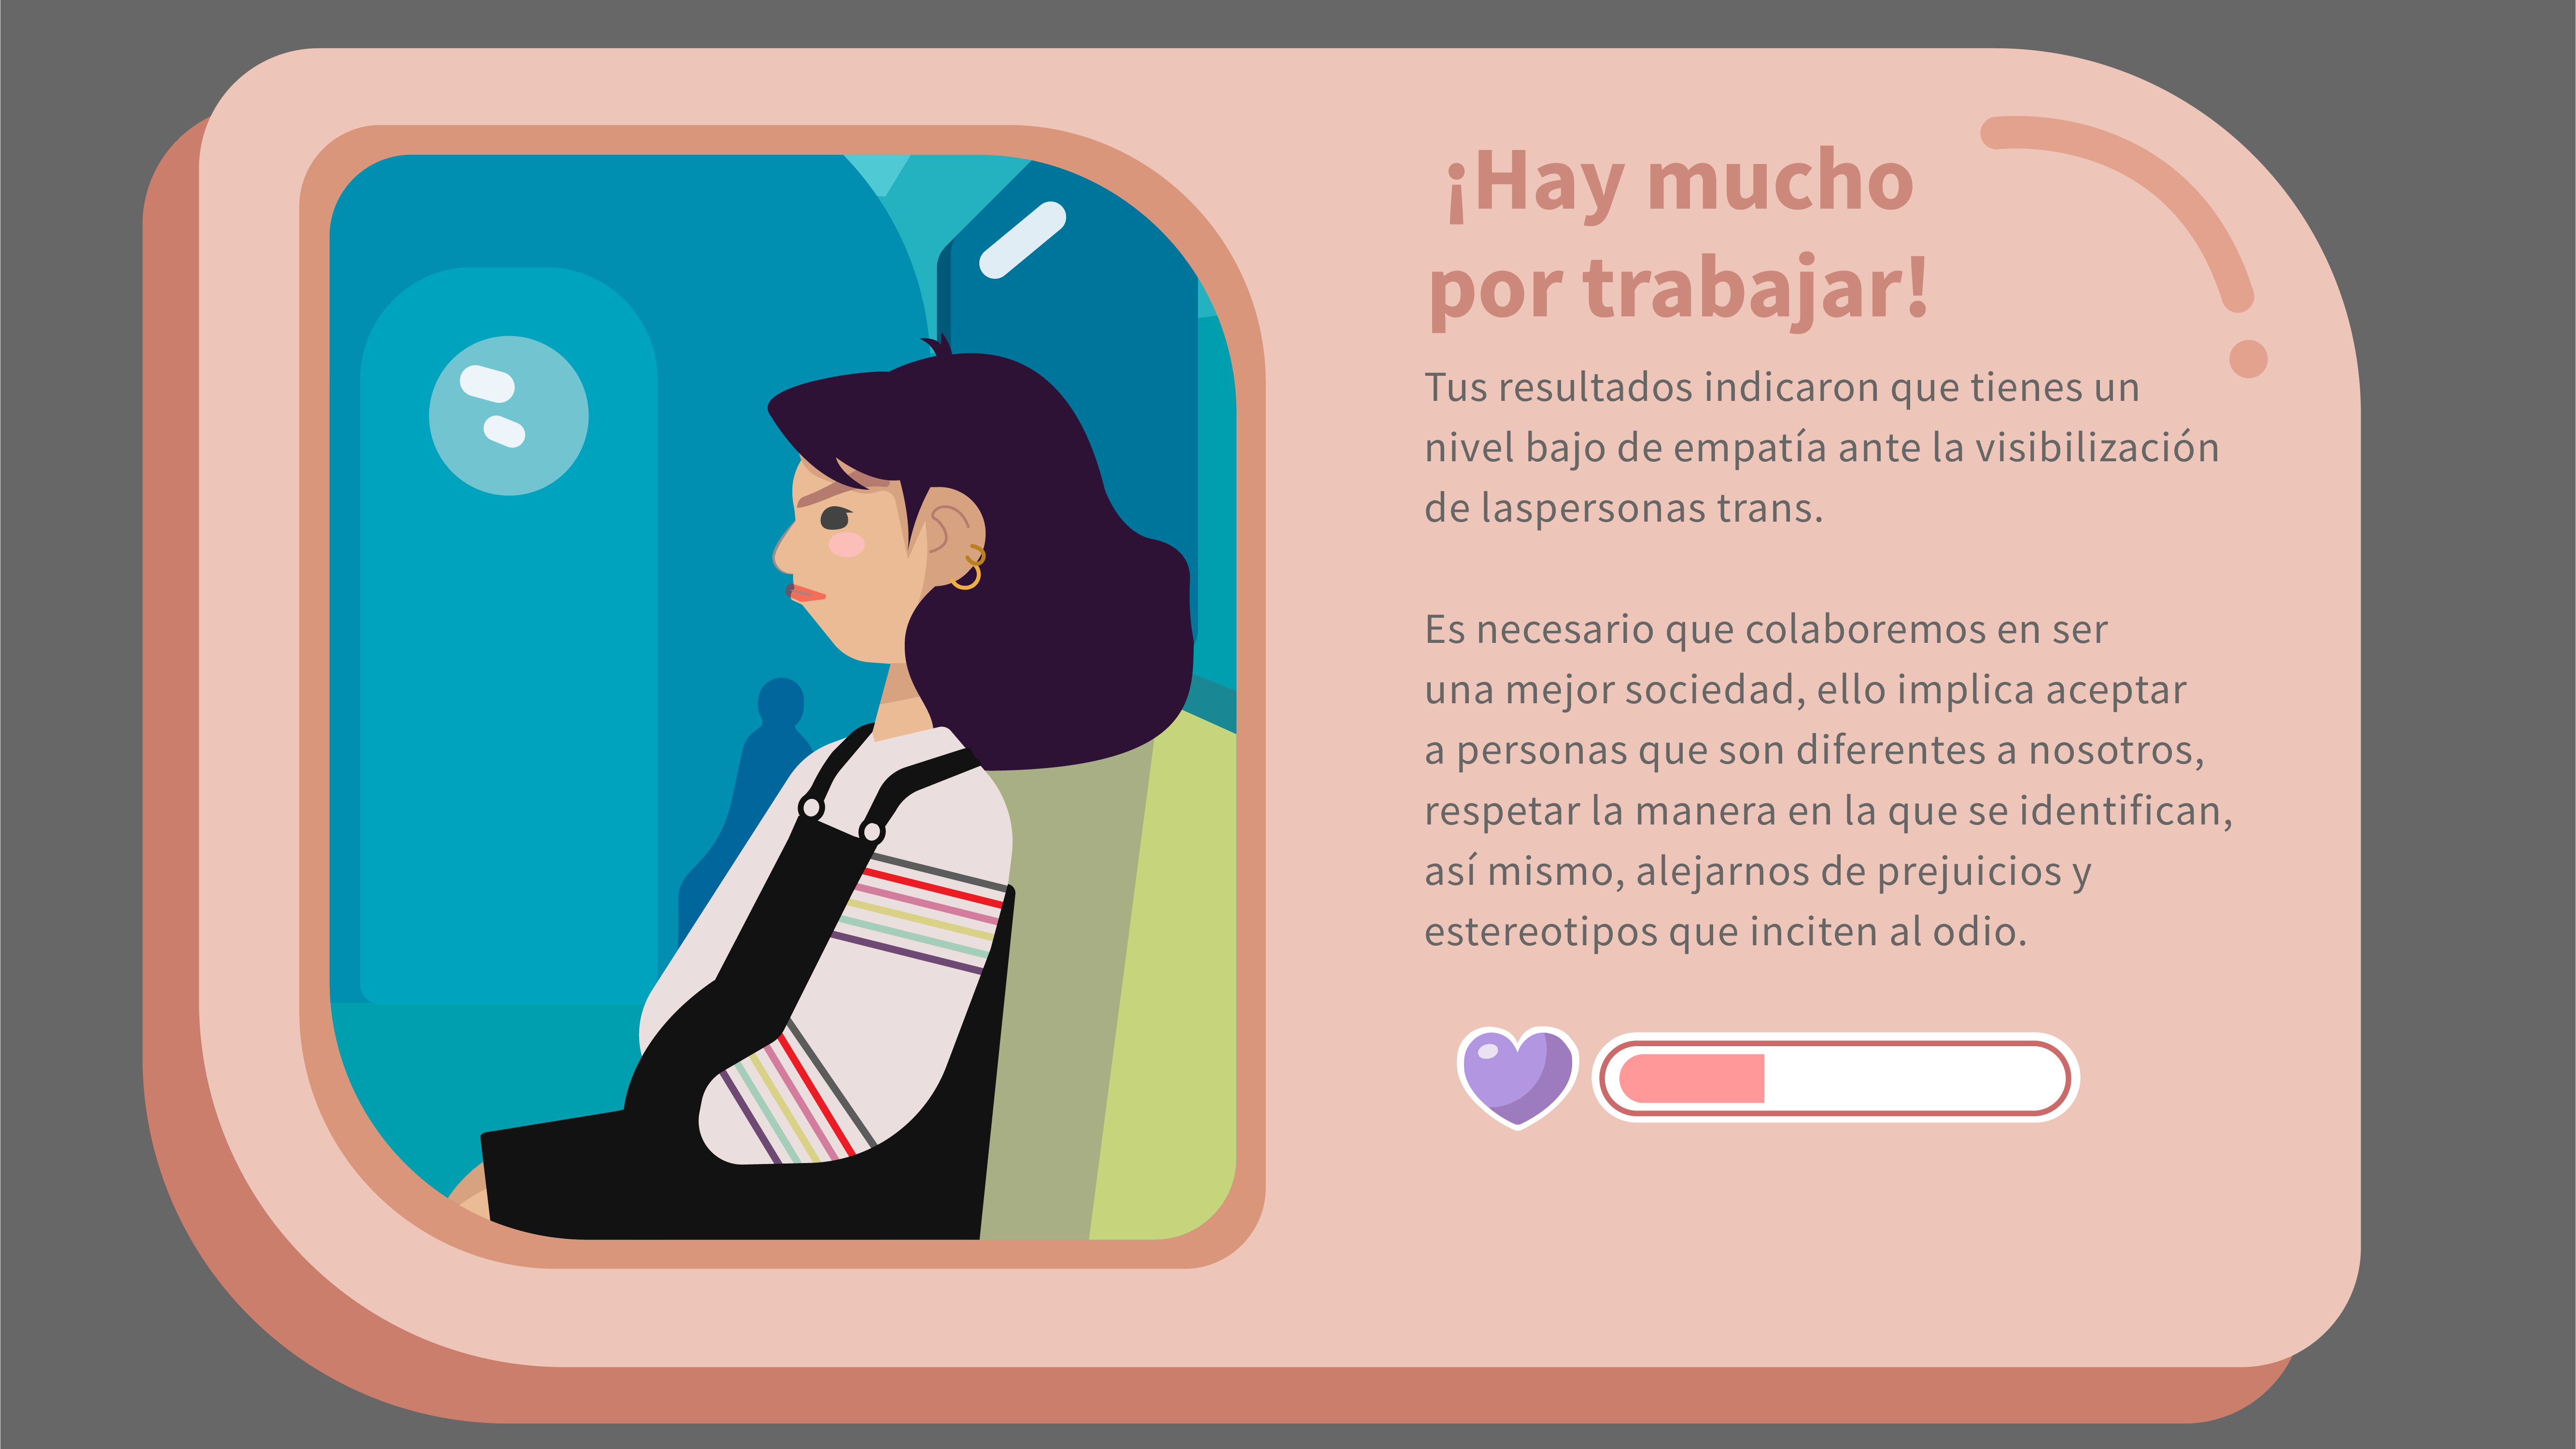 ¡Hay mucho
por trabajar!
Tus resultados indicaron que tienes un
nivel bajo de empatía ante la visibilización
de laspersonas trans.
Es necesario que colaboremos en ser
una mejor sociedad, ello implica aceptar
a personas que son diferentes a nosotros,
respetar la manera en la que se identifican,
así mismo, alejarnos de prejuicios y
estereotipos que inciten al odio.